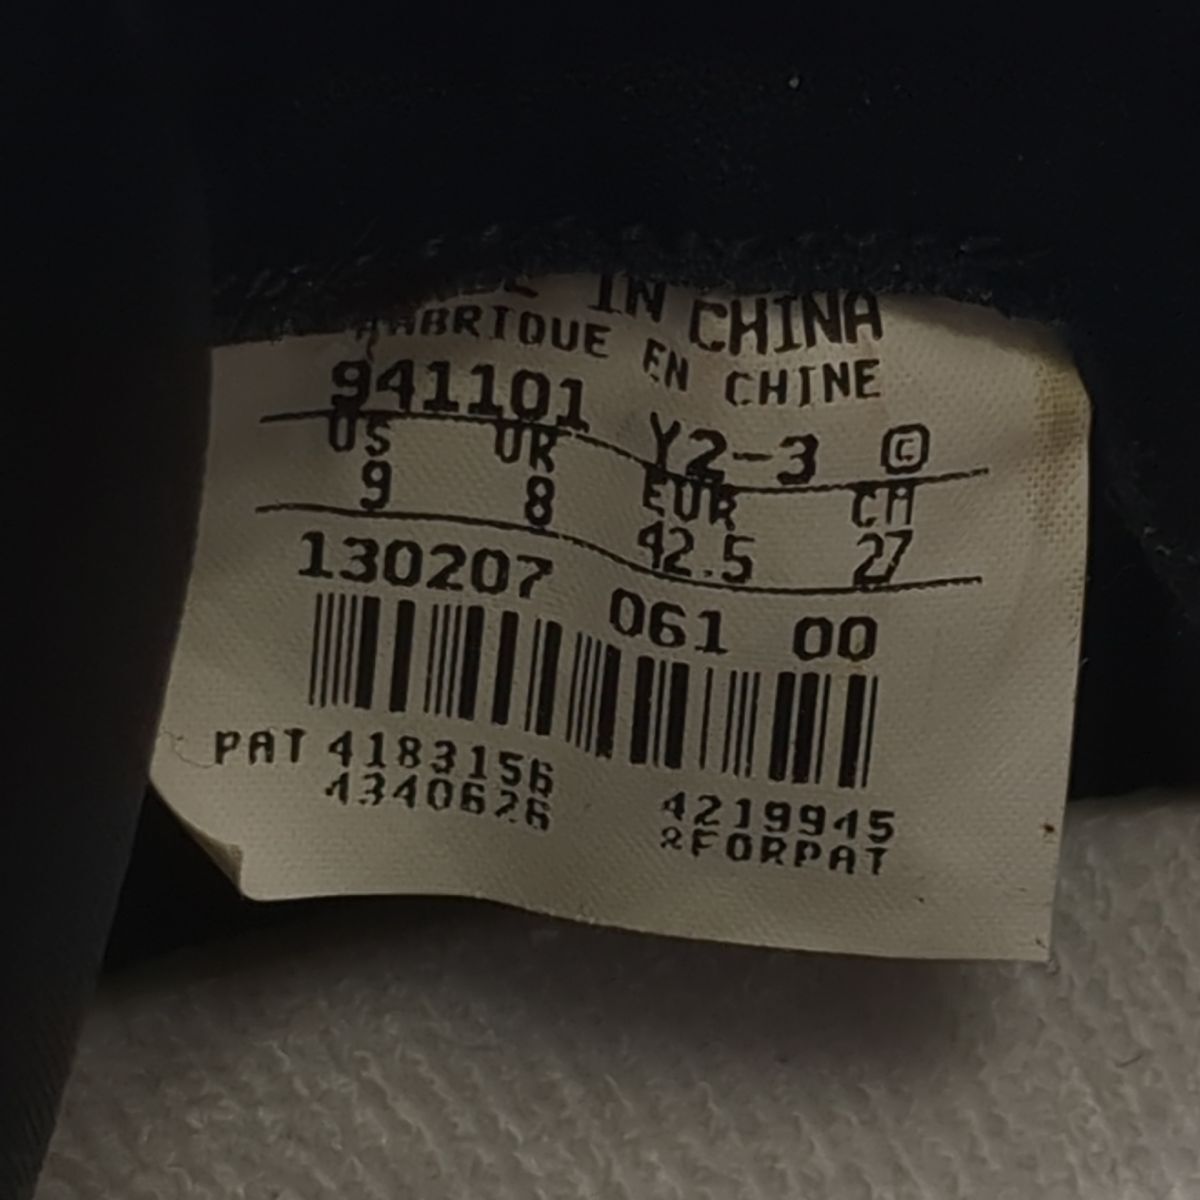 IN CHINA
FABRIQUE EN CHINE
941101 Y2-3 ©
US UK EUR CM
9 8 42.5 27
130207 061 00
PAT 4183156 4219945
4340626 &FORPAT